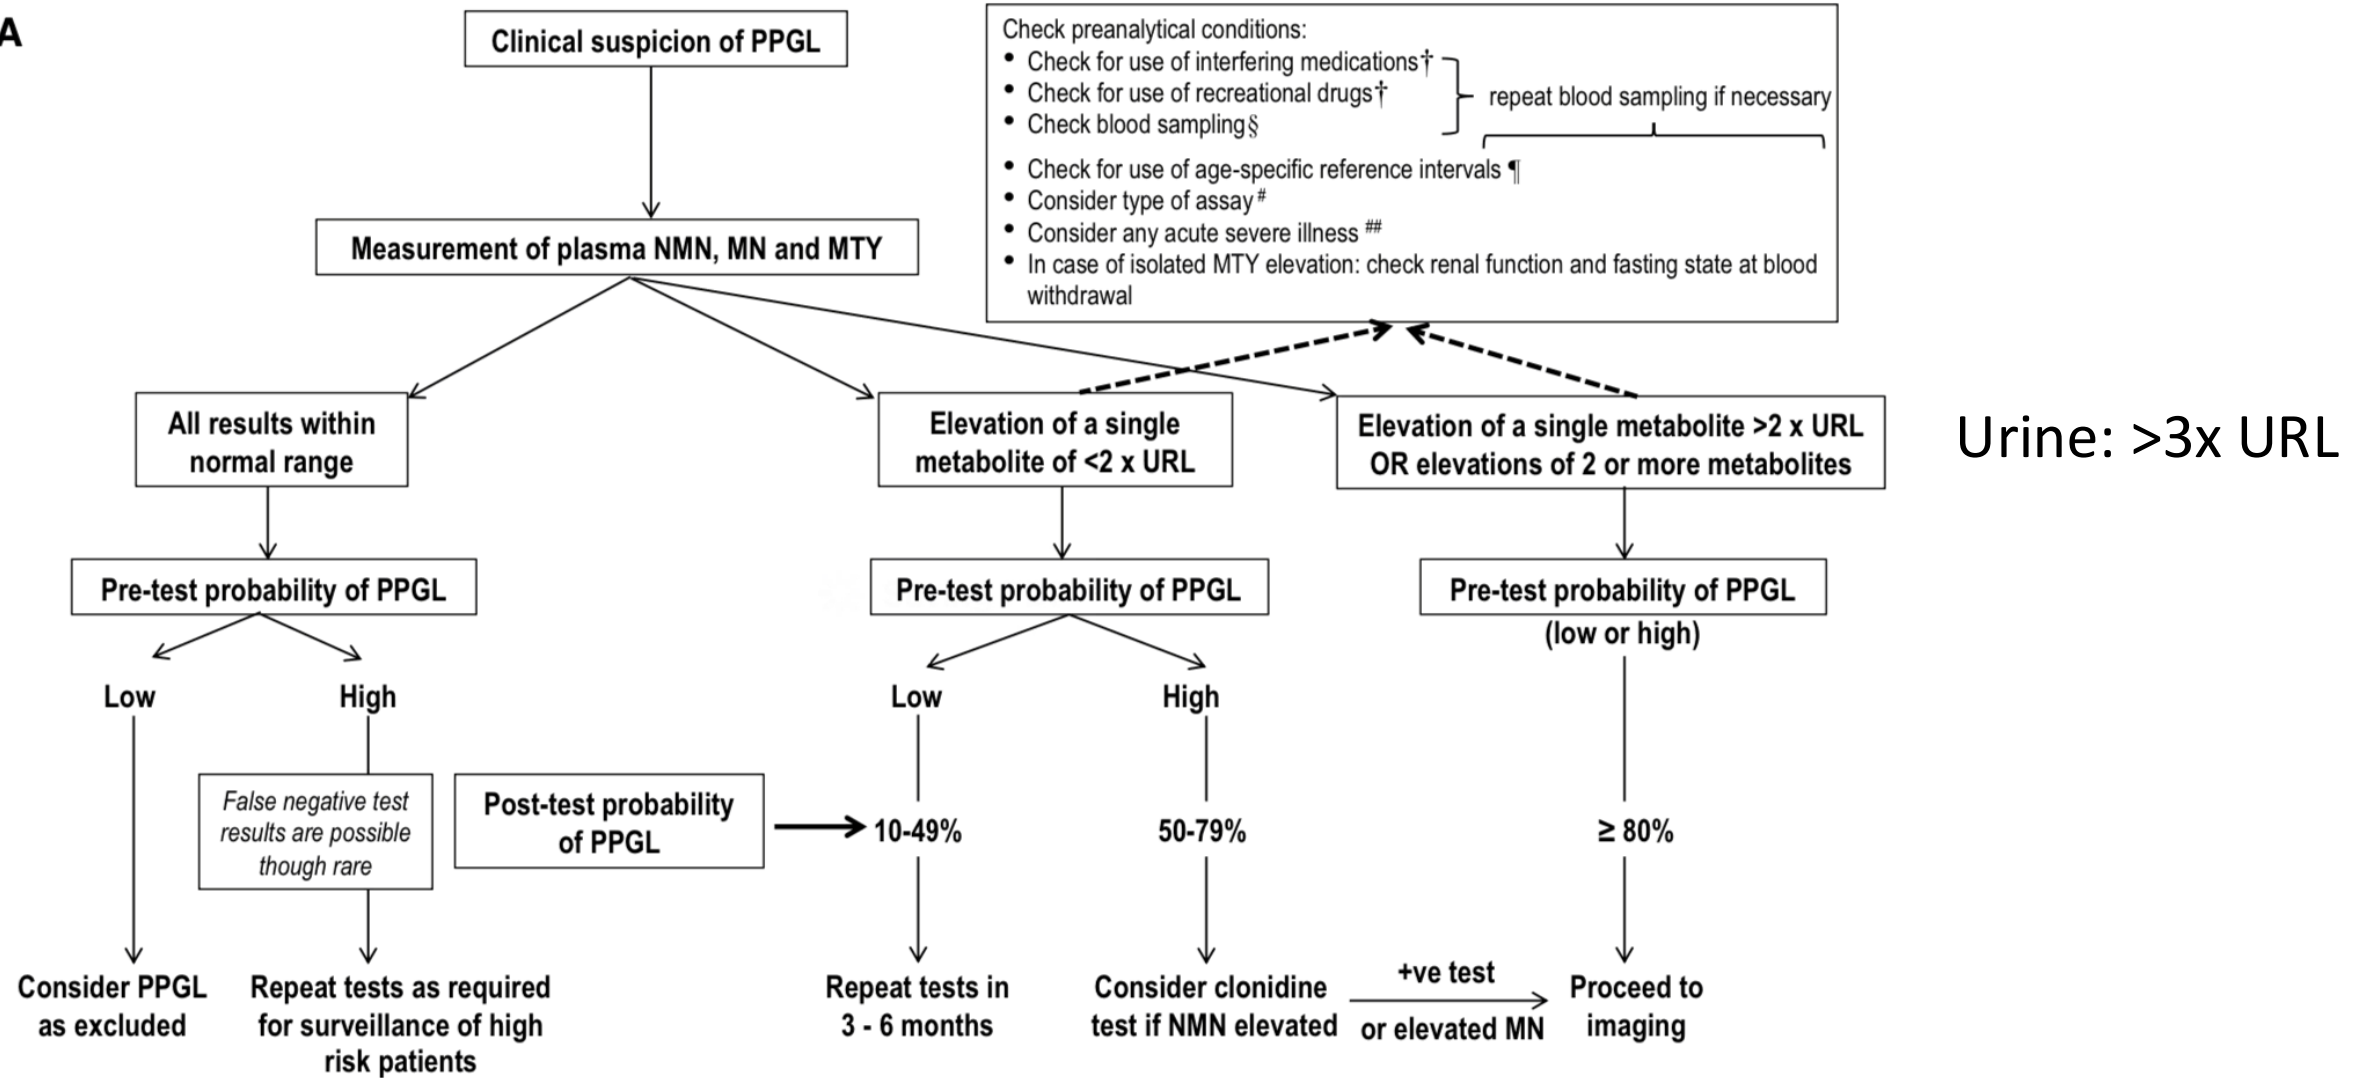 A
Clinical suspicion of PPGL
Check preanalytical conditions:
• Check for use of interfering medications†
• Check for use of recreational drugs†
• Check blood sampling§
repeat blood sampling if necessary
• Check for use of age-specific reference intervals ¶
• Consider type of assay #
• Consider any acute severe illness ##
• In case of isolated MTY elevation: check renal function and fasting state at blood
withdrawal
Measurement of plasma NMN, MN and MTY
All results within
normal range
Elevation of a single
metabolite of <2 x URL
Elevation of a single metabolite >2 x URL
OR elevations of 2 or more metabolites
Urine: >3x URL
Pre-test probability of PPGL
Pre-test probability of PPGL
Pre-test probability of PPGL
(low or high)
Low
High
Low
High
False negative test
results are possible
though rare
Post-test probability
of PPGL
10-49%
50-79%
≥ 80%
Consider PPGL
as excluded
Repeat tests as required
for surveillance of high
risk patients
Repeat tests in
3 - 6 months
Consider clonidine
test if NMN elevated
+ve test
or elevated MN
Proceed to
imaging